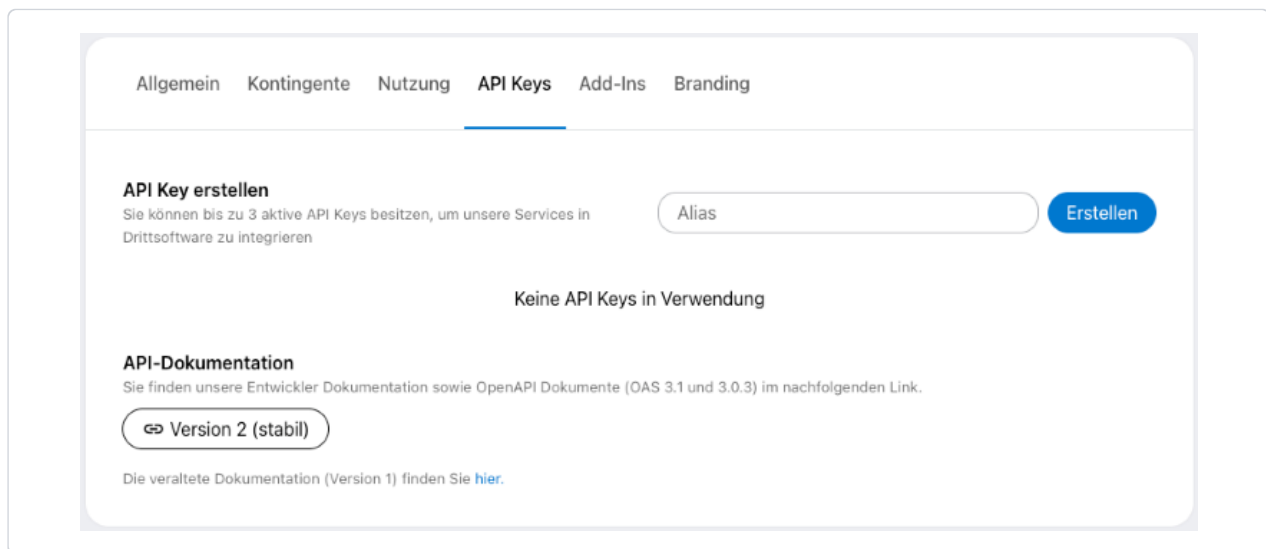 Allgemein Kontingente Nutzung API Keys Add-Ins Branding
API Key erstellen
Sie können bis zu 3 aktive API Keys besitzen, um unsere Services in
Drittsoftware zu integrieren
Alias
Erstellen
Keine API Keys in Verwendung
API-Dokumentation
Sie finden unsere Entwickler Dokumentation sowie OpenAPI Dokumente (OAS 3.1 und 3.0.3) im nachfolgenden Link.
Version 2 (stabil)
Die veraltete Dokumentation (Version 1) finden Sie hier.